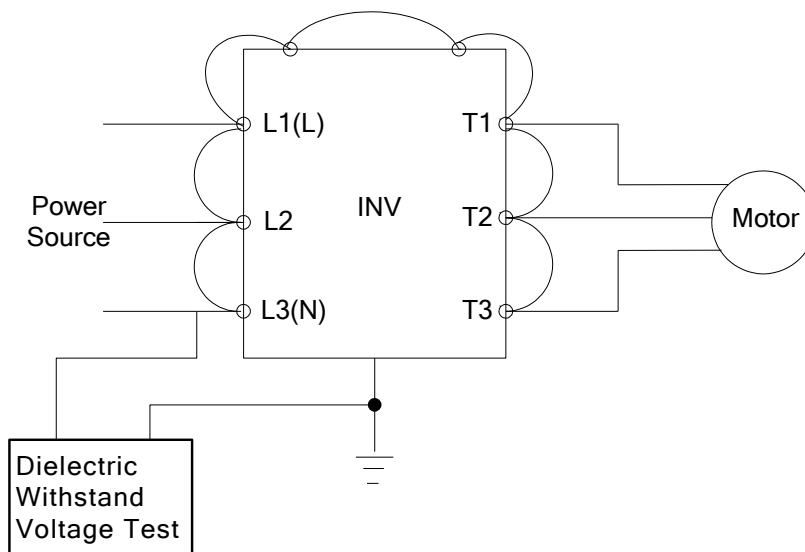 L1(L)
T1
Power
Source
L2
INV
T2
Motor
L3(N)
T3
Dielectric
Withstand
Voltage Test